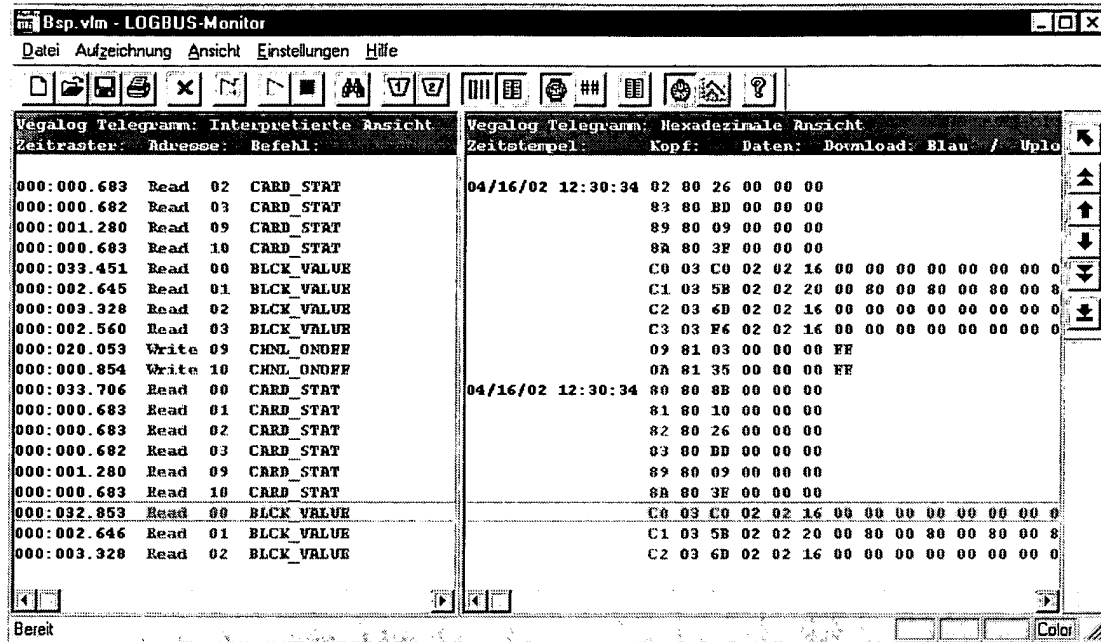 Bsp.vlm - LOGBUS-Monitor
Datei Aufzeichnung Ansicht Einstellungen Hilfe
1 2 ## ?
Vegalog Telegramm: Interpretierte Ansicht
Zeitraster: Adresse: Befehl:
000:000.683 Read 02 CARD_STAT
000:000.682 Read 03 CARD_STAT
000:001.280 Read 09 CARD_STAT
000:000.683 Read 10 CARD_STAT
000:033.451 Read 00 BLCK_VALUE
000:002.645 Read 01 BLCK_VALUE
000:003.328 Read 02 BLCK_VALUE
000:002.560 Read 03 BLCK_VALUE
000:020.053 Write 09 CHNL_ONOFF
000:000.854 Write 10 CHNL_ONOFF
000:033.706 Read 00 CARD_STAT
000:000.683 Read 01 CARD_STAT
000:000.683 Read 02 CARD_STAT
000:000.682 Read 03 CARD_STAT
000:001.280 Read 09 CARD_STAT
000:000.683 Read 10 CARD_STAT
000:032.853 Read 00 BLCK_VALUE
000:002.646 Read 01 BLCK_VALUE
000:003.328 Read 02 BLCK_VALUE
Vegalog Telegramm: Hexadezimale Ansicht
Zeitstempel: Kopf: Daten: Download: Blau / Uplo
04/16/02 12:30:34 82 80 26 00 00 00
83 80 BD 00 00 00
89 80 09 00 00 00
8A 80 3F 00 00 00
C0 03 C0 02 02 16 00 00 00 00 00 00 00 0
C1 03 5B 02 02 20 00 80 00 80 00 80 00 8
C2 03 6D 02 02 16 00 00 00 00 00 00 00 0
C3 03 F6 02 02 16 00 00 00 00 00 00 00 0
09 81 03 00 00 00 FF
0A 81 35 00 00 00 FF
04/16/02 12:30:34 80 80 8B 00 00 00
81 80 10 00 00 00
82 80 26 00 00 00
83 80 BD 00 00 00
89 80 09 00 00 00
8A 80 3F 00 00 00
C0 03 C0 02 02 16 00 00 00 00 00 00 00 0
C1 03 5B 02 02 20 00 80 00 80 00 80 00 8
C2 03 6D 02 02 16 00 00 00 00 00 00 00 0
Bereit
Color